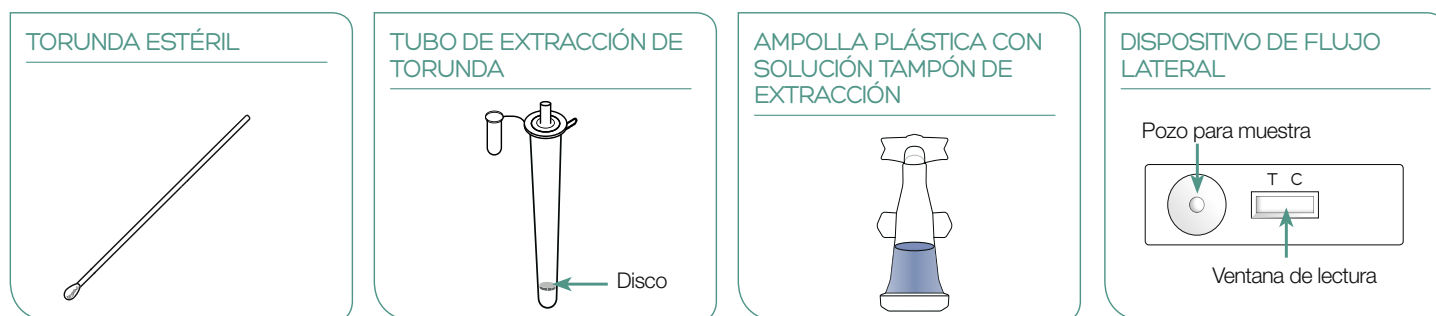 TORUNDA ESTÉRIL
TUBO DE EXTRACCIÓN DE
TORUNDA
Disco
AMPOLLA PLÁSTICA CON
SOLUCIÓN TAMPÓN DE
EXTRACCIÓN
DISPOSITIVO DE FLUJO
LATERAL
Pozo para muestra
T C
Ventana de lectura